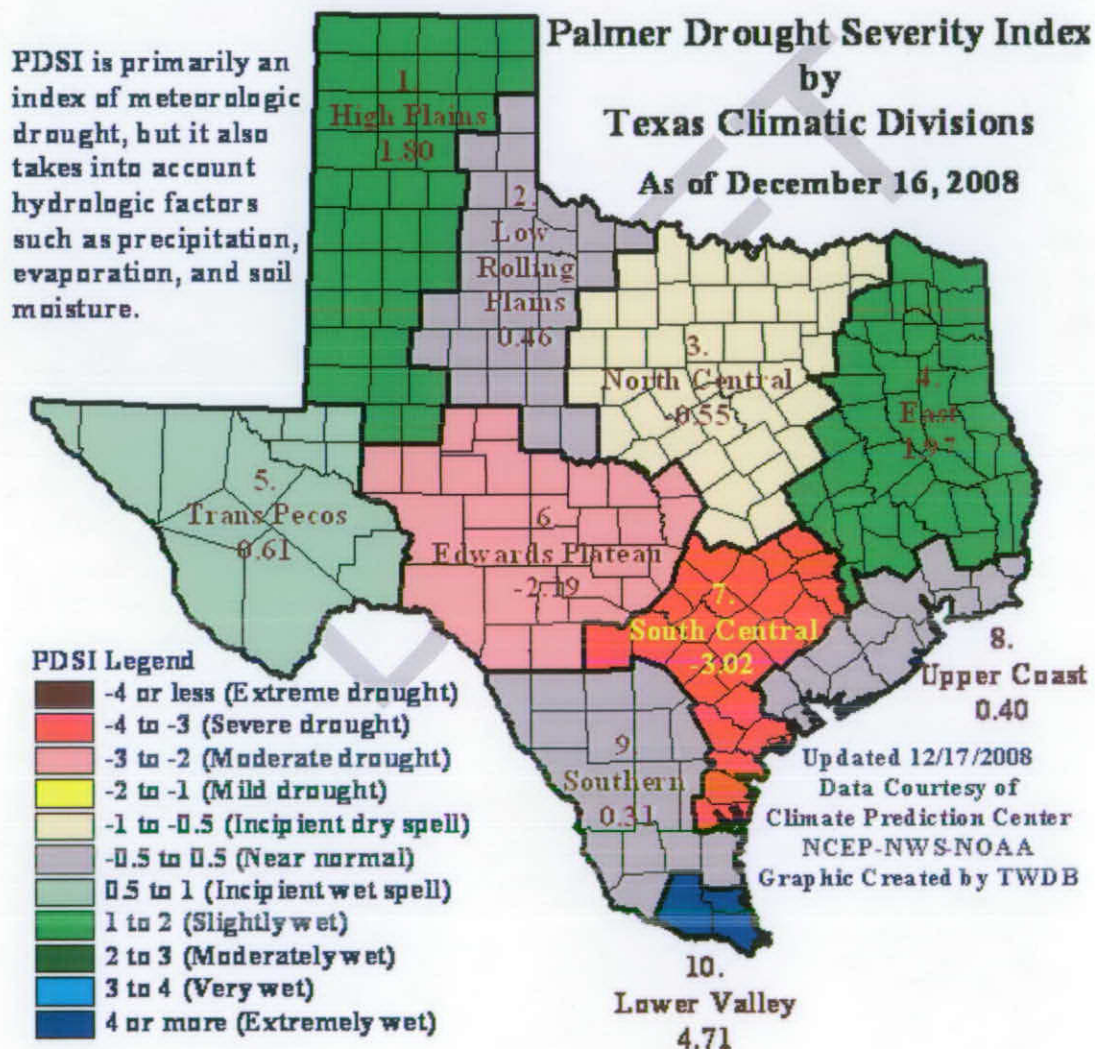 Palmer Drought Severity Index
by
Texas Climatic Divisions
As of December 16, 2008
PDSI is primarily an
index of meteorologic
drought, but it also
takes into account
hydrologic factors
such as precipitation,
evaporation, and soil
moisture.
1.
High Plains
1.80
2.
Low
Rolling
Plains
0.46
3.
North Central
-0.55
4.
East
5.
Trans Pecos
0.61
6.
Edwards Plateau
-2.19
7.
South Central
-3.02
8.
Upper Coast
0.40
9
Southern
0.31
10.
Lower Valley
4.71
PDSI Legend
-4 or less (Extreme drought)
-4 to -3 (Severe drought)
-3 to -2 (Moderate drought)
-2 to -1 (Mild drought)
-1 to -0.5 (Incipient dry spell)
-0.5 to 0.5 (Near normal)
0.5 to 1 (Incipient wet spell)
1 to 2 (Slightly wet)
2 to 3 (Moderately wet)
3 to 4 (Very wet)
4 or more (Extremely wet)
Updated 12/17/2008
Data Courtesy of
Climate Prediction Center
NCEP-NWS-NOAA
Graphic Created by TWDB